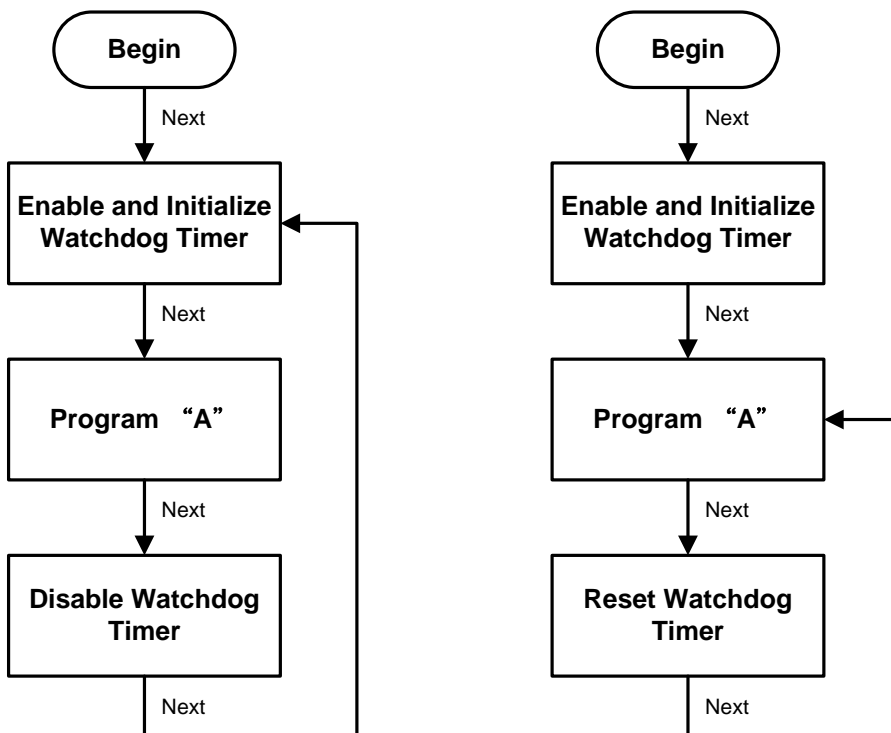 Begin
Next
Enable and Initialize
Watchdog Timer
Next
Program “A”
Next
Disable Watchdog
Timer
Next
Begin
Next
Enable and Initialize
Watchdog Timer
Next
Program “A”
Next
Reset Watchdog
Timer
Next